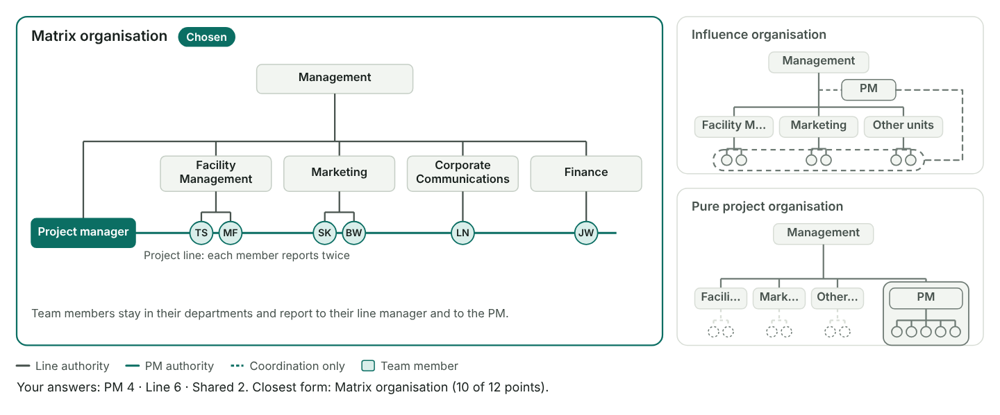 Matrix organisation
Chosen
Management
Facility
Management
Marketing
Corporate
Communications
Finance
Project manager
TS
MF
SK
BW
LN
JW
Project line: each member reports twice
Team members stay in their departments and report to their line manager and to the PM.
Influence organisation
Management
PM
Facility M...
Marketing
Other units
Pure project organisation
Management
Facili...
Mark...
Other...
PM
Line authority
PM authority
Coordination only
Team member
Your answers: PM 4 · Line 6 · Shared 2. Closest form: Matrix organisation (10 of 12 points).